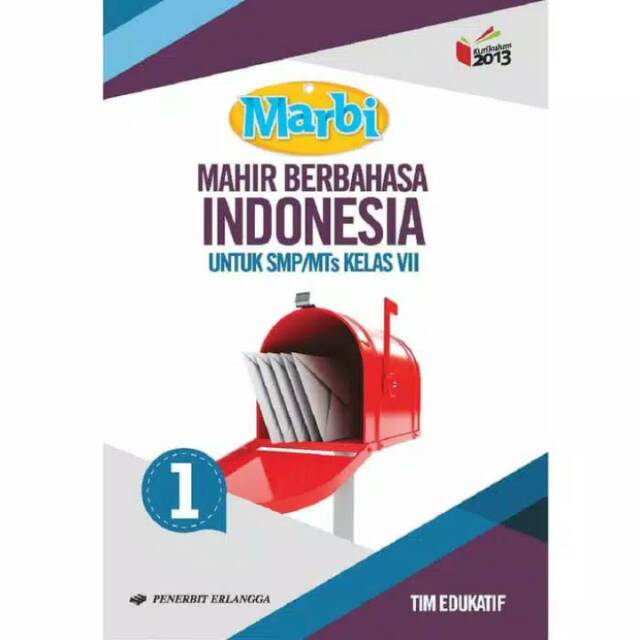 Kurikulum
2013
Marbi
MAHIR BERBAHASA
INDONESIA
UNTUK SMP/MTs KELAS VII
1
PENERBIT ERLANGGA
TIM EDUKATIF